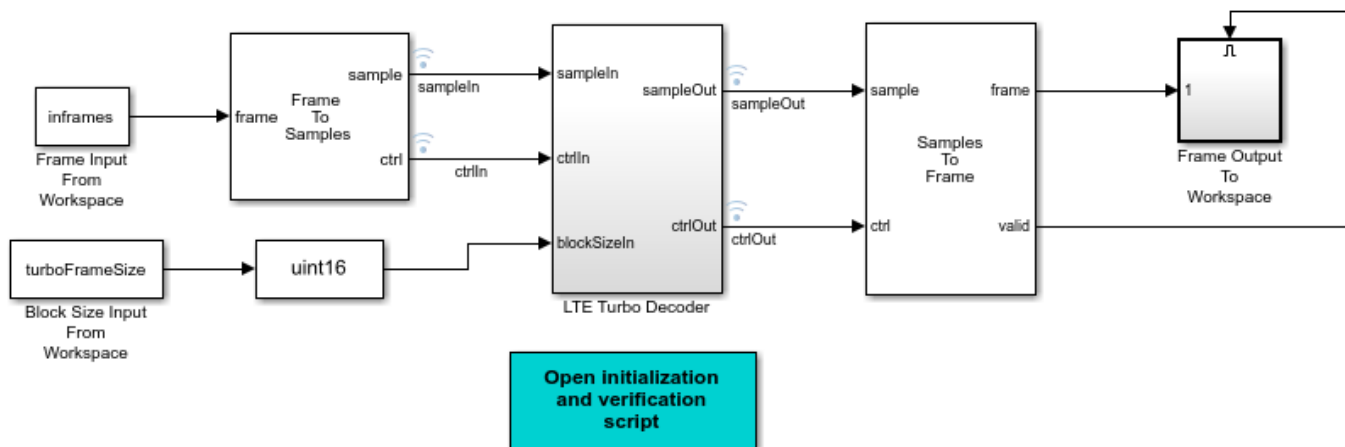 inframes
Frame Input
From
Workspace
frame
Frame
To
Samples
sample
ctrl
sampleIn
ctrlIn
turboFrameSize
Block Size Input
From
Workspace
uint16
sampleIn
ctrlIn
blockSizeIn
sampleOut
ctrlOut
LTE Turbo Decoder
sampleOut
ctrlOut
sample
ctrl
Samples
To
Frame
frame
valid
1
Frame Output
To
Workspace
Open initialization
and verification
script